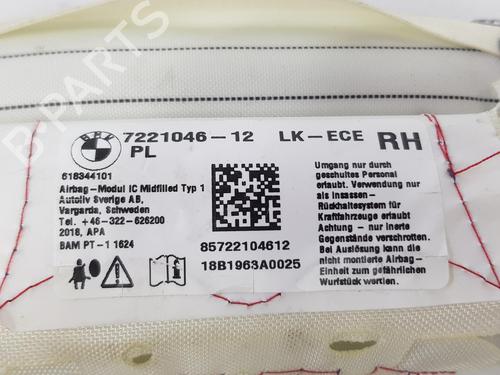 BMW
7221046-12 LK-ECE RH
PL
618344101
Airbag-Modul IC Midfilled Typ 1
Autoliv Sverige AB,
Vargarda, Schweden
Tel. +46-322-626200
2018, APA
BAM PT-1 1624
85722104612
18B1963A0025
Umgang nur durch
geschultes Personal
erlaubt. Verwendung nur
als Insassen-
Rückhaltesystem für
Kraftfahrzeuge erlaubt
Achtung - nur inerte
Gegenstände verschrotten.
Bei Auslösung kann die
nicht montierte Airbag-
Einheit zum gefährlichen
Wurfstück werden.
B-PARTS